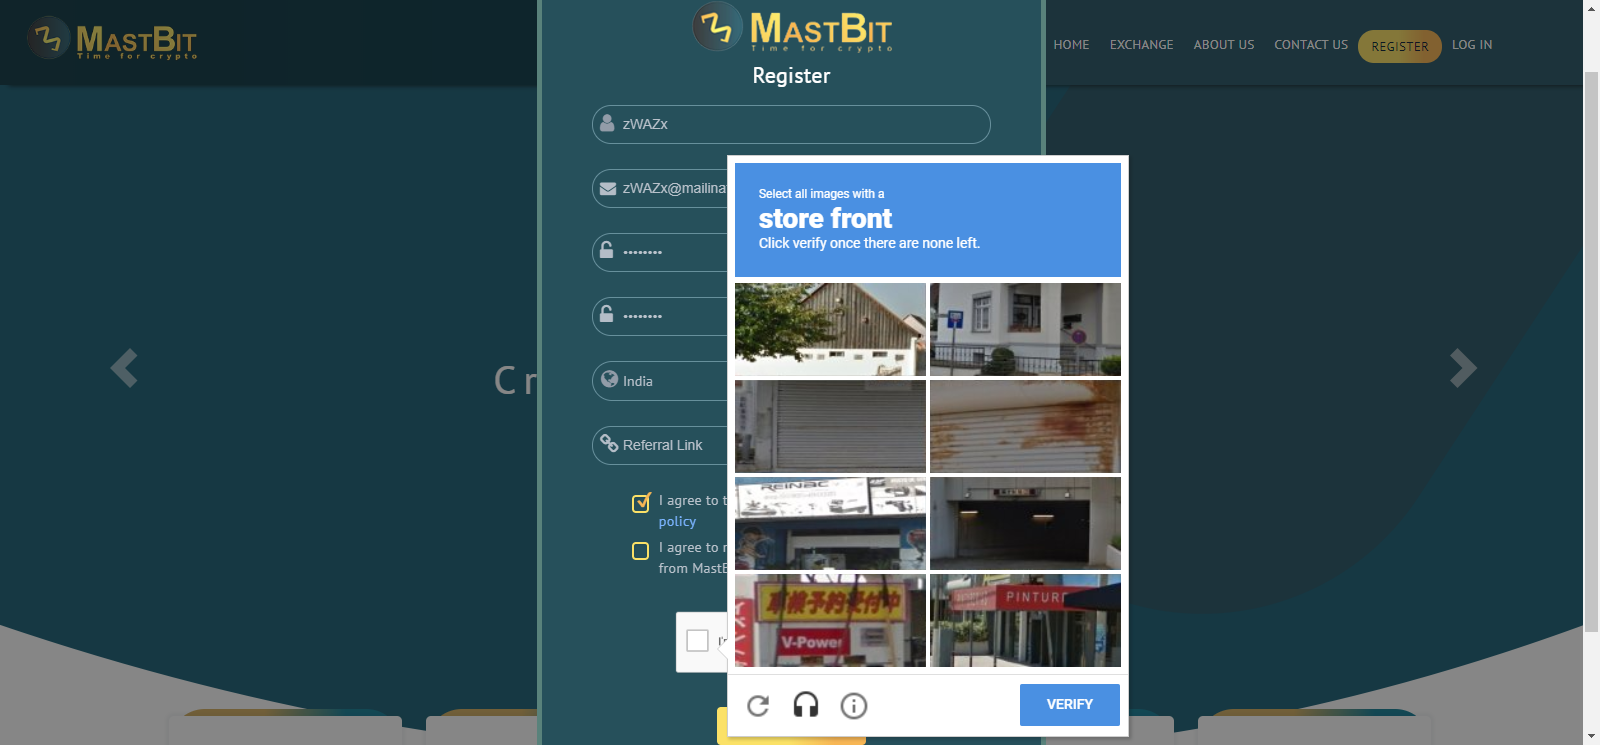 MASTBIT
Time for crypto
HOME
EXCHANGE
ABOUT US
CONTACT US
REGISTER
LOG IN
MASTBIT
Time for crypto
Register
zWAZx
zWAZx@mailina
••••••••
••••••••
India
Referral Link
I agree to t
policy
I agree to r
from MastB
I'
Cr
Select all images with a
store front
Click verify once there are none left.
REINAC
V-Power
PINTURE
VERIFY